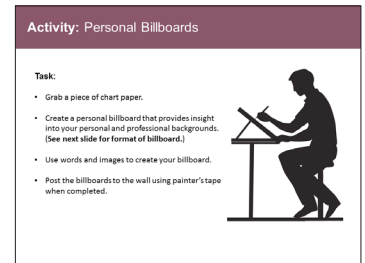 Activity: Personal Billboards
Task:
• Grab a piece of chart paper.
• Create a personal billboard that provides insight
into your personal and professional backgrounds.
(See next slide for format of billboard.)
• Use words and images to create your billboard.
• Post the billboards to the wall using painter's tape
when completed.